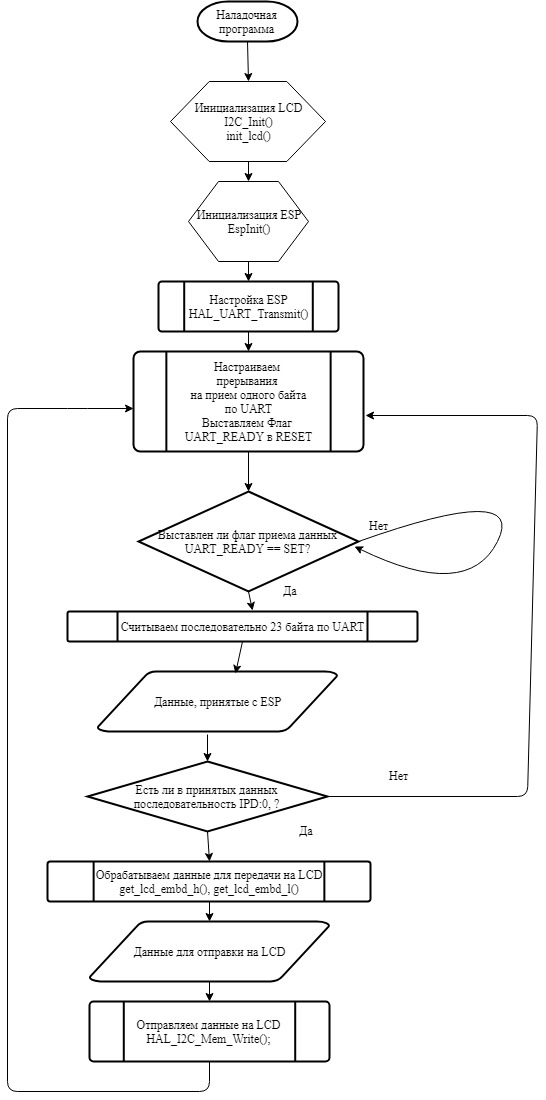 Наладочная
программа
Инициализация LCD
I2C_Init()
init_lcd()
Инициализация ESP
EspInit()
Настройка ESP
HAL_UART_Transmit()
Настраиваем
прерывания
на прием одного байта
по UART
Выставляем Флаг
UART_READY в RESET
Выставлен ли флаг приема данных
UART_READY == SET?
Нет
Да
Считываем последовательно 23 байта по UART
Данные, принятые с ESP
Есть ли в принятых данных
последовательность IPD:0, ?
Нет
Да
Обрабатываем данные для передачи на LCD
get_lcd_embd_h(), get_lcd_embd_l()
Данные для отправки на LCD
Отправляем данные на LCD
HAL_I2C_Mem_Write();